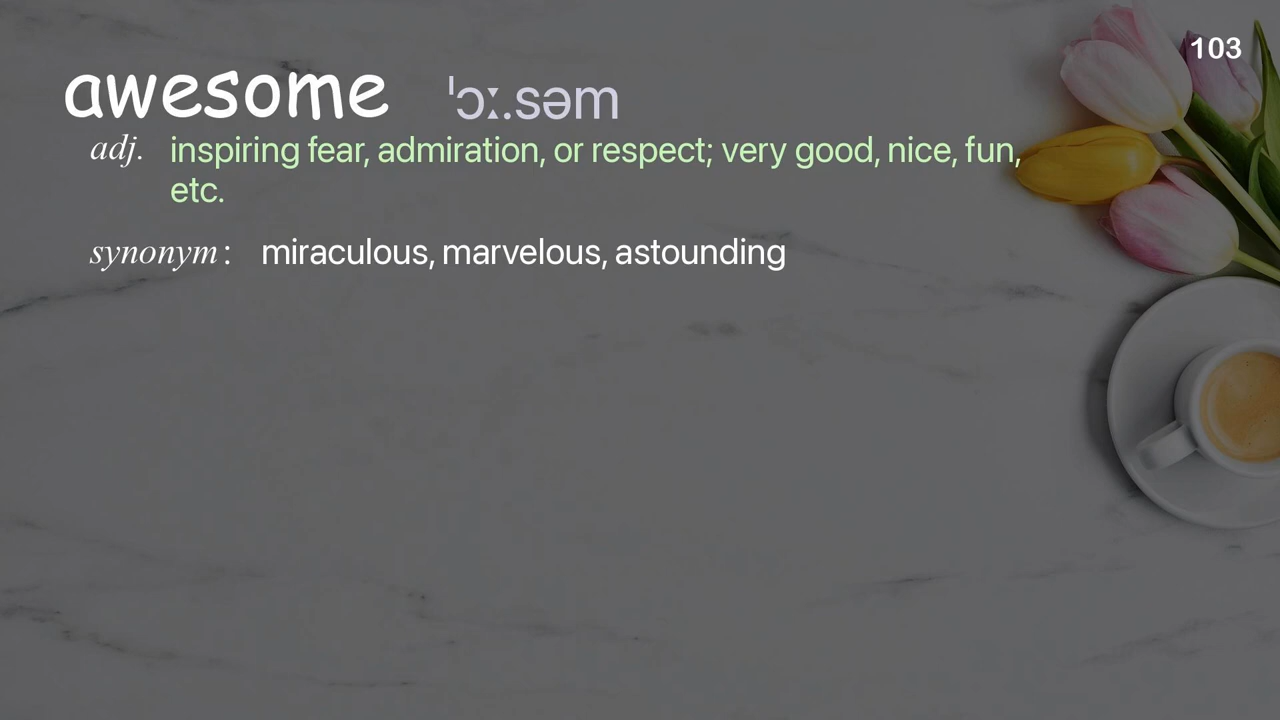 103
awesome ˈɔː.səm
adj. inspiring fear, admiration, or respect; very good, nice, fun,
etc.
synonym : miraculous, marvelous, astounding